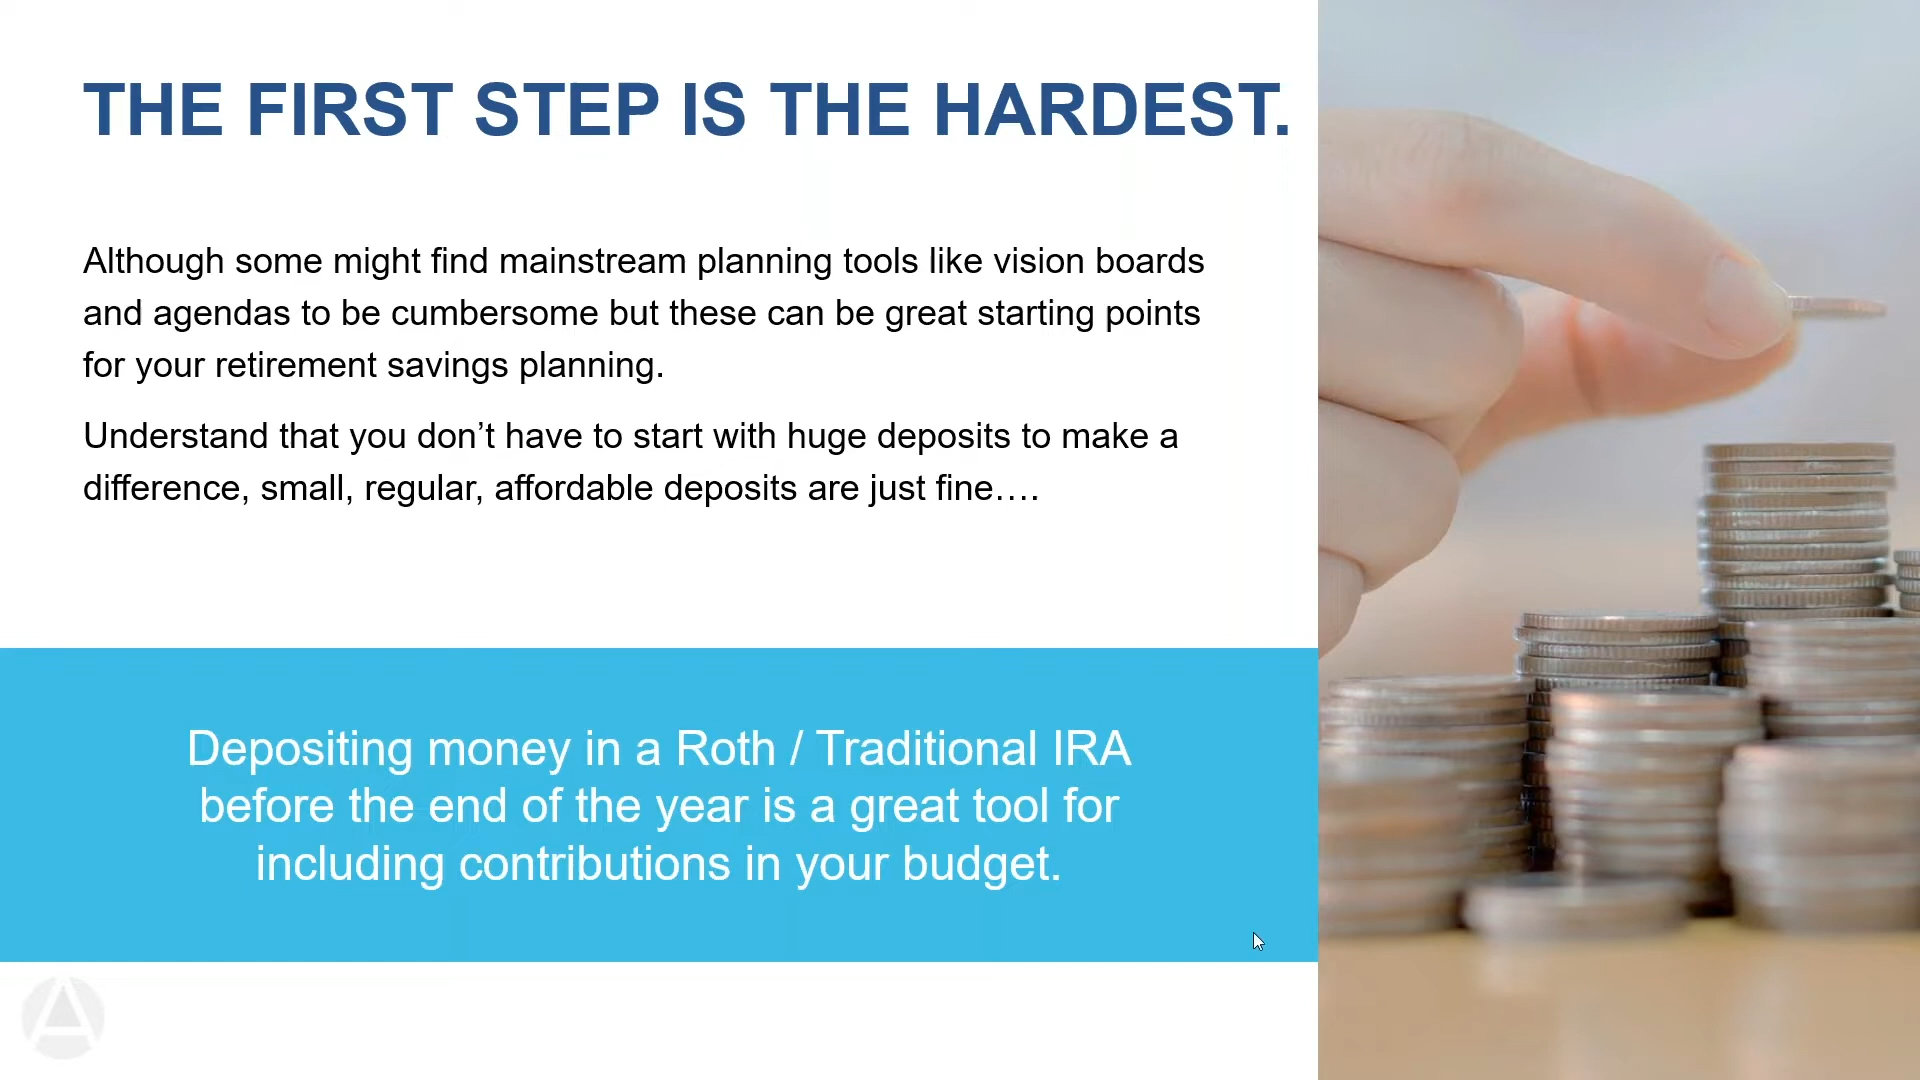 THE FIRST STEP IS THE HARDEST.
Although some might find mainstream planning tools like vision boards
and agendas to be cumbersome but these can be great starting points
for your retirement savings planning.
Understand that you don’t have to start with huge deposits to make a
difference, small, regular, affordable deposits are just fine….
Depositing money in a Roth / Traditional IRA
before the end of the year is a great tool for
including contributions in your budget.
A